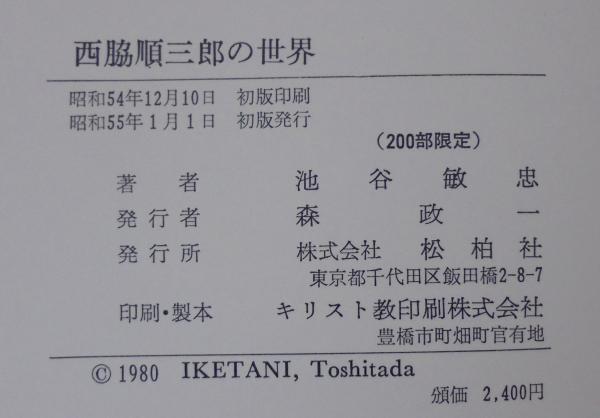 西脇順三郎の世界
昭和54年12月10日 初版印刷
昭和55年1月1日 初版発行
（200部限定）
著者 池谷敏忠
発行者 森政一
発行所 株式会社 松柏社
東京都千代田区飯田橋2-8-7
印刷・製本 キリスト教印刷株式会社
豊橋市町畑町官有地
© 1980 IKETANI, Toshitada
頒価 2,400円